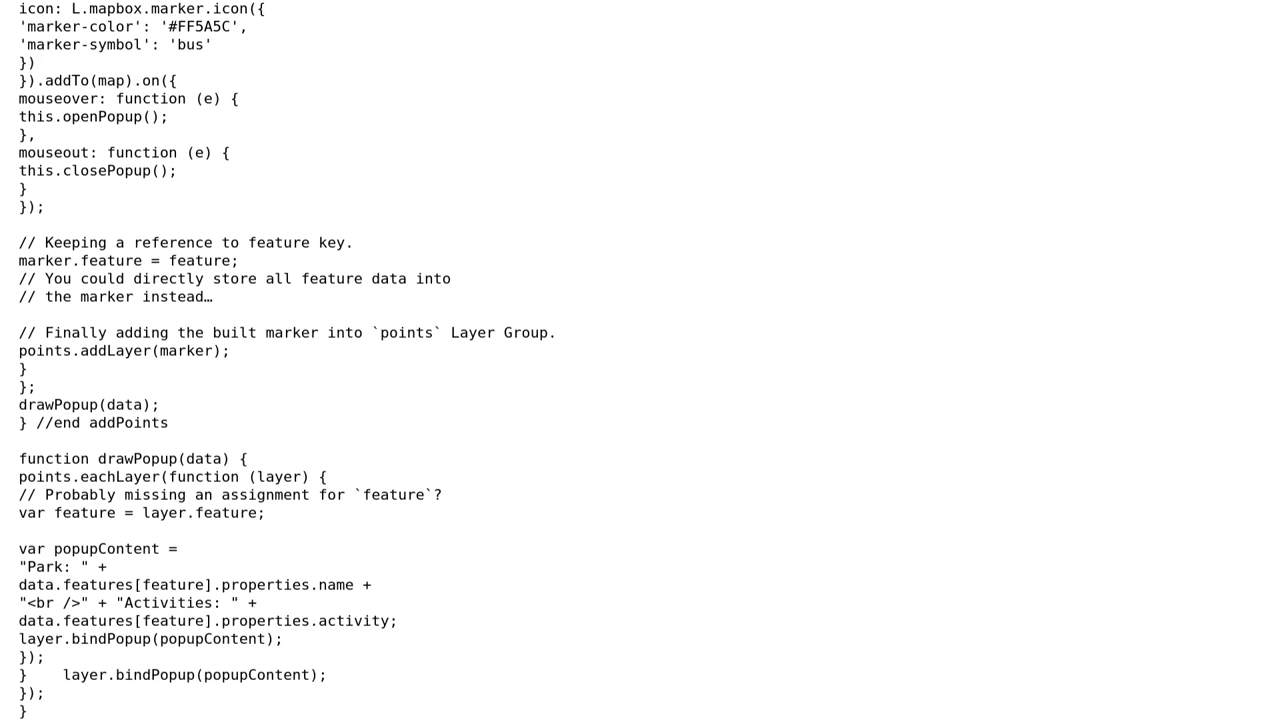 icon: L.mapbox.marker.icon({
'marker-color': '#FF5A5C',
'marker-symbol': 'bus'
})
}).addTo(map).on({
mouseover: function (e) {
this.openPopup();
},
mouseout: function (e) {
this.closePopup();
}
});

// Keeping a reference to feature key.
marker.feature = feature;
// You could directly store all feature data into
// the marker instead…

// Finally adding the built marker into `points` Layer Group.
points.addLayer(marker);
}
};
drawPopup(data);
} //end addPoints

function drawPopup(data) {
points.eachLayer(function (layer) {
// Probably missing an assignment for `feature`?
var feature = layer.feature;

var popupContent =
"Park: " +
data.features[feature].properties.name +
"<br />" + "Activities: " +
data.features[feature].properties.activity;
layer.bindPopup(popupContent);
});
}    layer.bindPopup(popupContent);
});
}